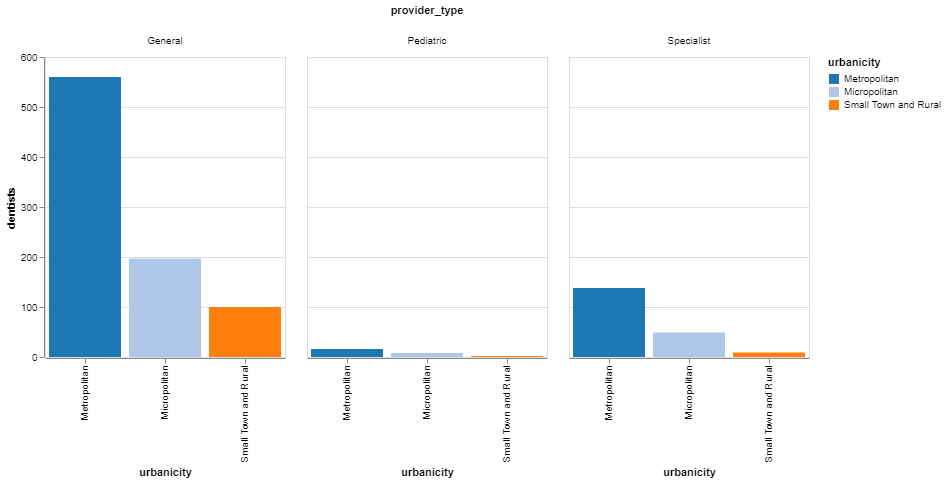 provider_type
General
Pediatric
Specialist
dentists
600
500
400
300
200
100
0
Metropolitan
Micropolitan
Small Town and Rural
urbanicity
Metropolitan
Micropolitan
Small Town and Rural
urbanicity
Metropolitan
Micropolitan
Small Town and Rural
urbanicity
urbanicity
Metropolitan
Micropolitan
Small Town and Rural